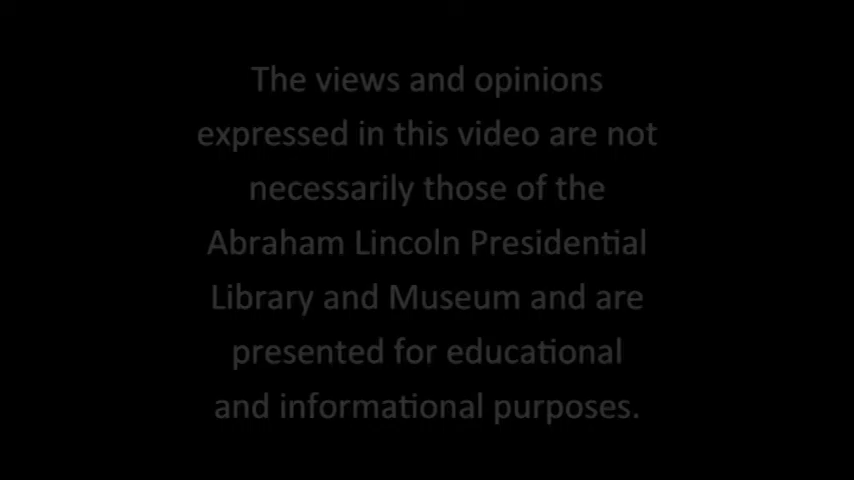 The views and opinions
expressed in this video are not
necessarily those of the
Abraham Lincoln Presidential
Library and Museum and are
presented for educational
and informational purposes.